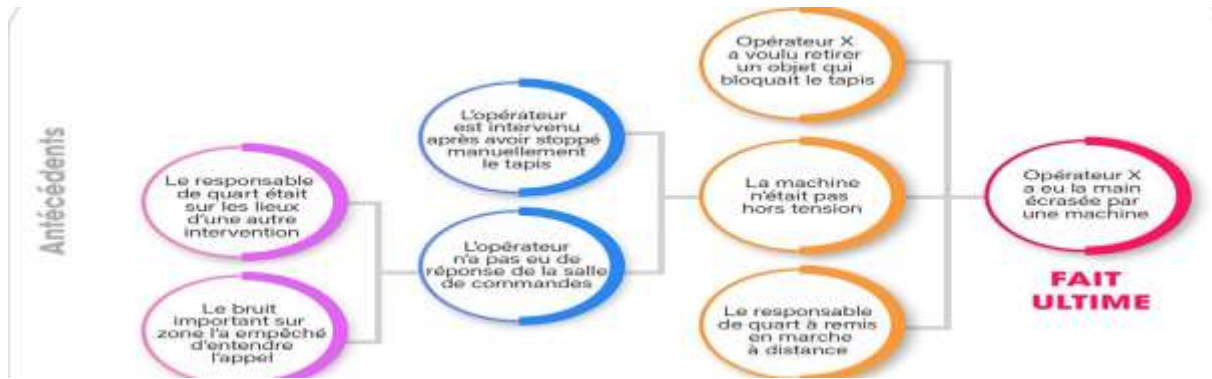 Antécédents
Le responsable
de quart était
sur les lieux
d'une autre
intervention
Le bruit
important sur
zone l'a empêché
d'entendre
l'appel
L'opérateur
est intervenu
après avoir stoppé
manuellement
le tapis
L'opérateur
n'a pas eu de
réponse de la salle
de commandes
Opérateur X
a voulu retirer
un objet qui
bloquait le tapis
La machine
n'était pas
hors tension
Le responsable
de quart à remis
en marche
à distance
Opérateur X
a eu la main
écrasée par
une machine
FAIT
ULTIME